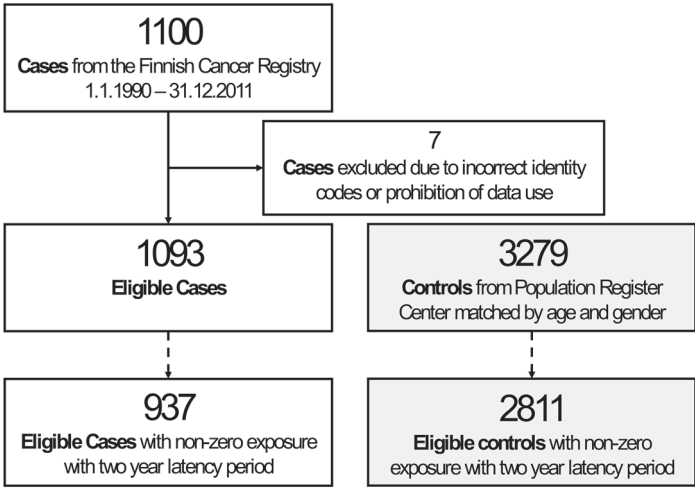 1100
Cases from the Finnish Cancer Registry
1.1.1990 – 31.12.2011
7
Cases excluded due to incorrect identity
codes or prohibition of data use
1093
Eligible Cases
3279
Controls from Population Register
Center matched by age and gender
937
Eligible Cases with non-zero exposure
with two year latency period
2811
Eligible controls with non-zero
exposure with two year latency period